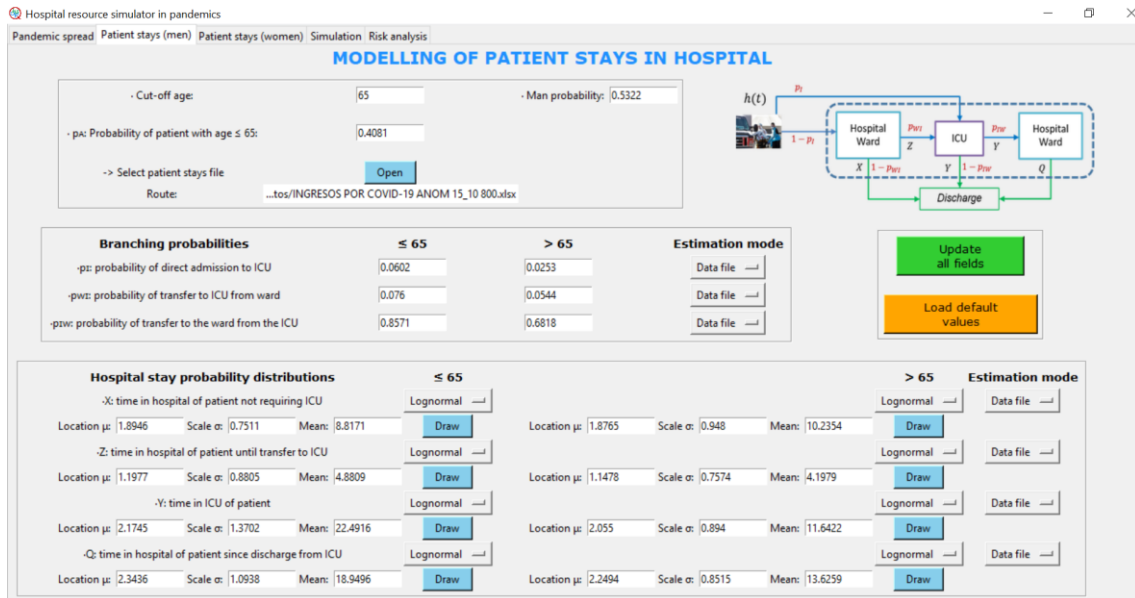 Hospital resource simulator in pandemics
Pandemic spread Patient stays (men) Patient stays (women) Simulation Risk analysis
MODELLING OF PATIENT STAYS IN HOSPITAL
· Cut-off age: 65 · Man probability: 0.5322
· pA: Probability of patient with age ≤ 65: 0.4081
-> Select patient stays file Open
Route: ...tos/INGRESOS POR COVID-19 ANOM 15_10 800.xlsx
h(t) pI
1-pI Hospital Ward pWI Z ICU pIW Y Hospital Ward
X 1-pWI Y 1-pIW Q
Discharge
Branching probabilities ≤ 65 > 65 Estimation mode
·pI: probability of direct admission to ICU 0.0602 0.0253 Data file
·pWI: probability of transfer to ICU from ward 0.076 0.0544 Data file
·pIW: probability of transfer to the ward from the ICU 0.8571 0.6818 Data file
Update
all fields
Load default
values
Hospital stay probability distributions ≤ 65 > 65 Estimation mode
·X: time in hospital of patient not requiring ICU Lognormal Lognormal Data file
Location μ: 1.8946 Scale σ: 0.7511 Mean: 8.8171 Draw Location μ: 1.8765 Scale σ: 0.948 Mean: 10.2354 Draw
·Z: time in hospital of patient until transfer to ICU Lognormal Lognormal Data file
Location μ: 1.1977 Scale σ: 0.8805 Mean: 4.8809 Draw Location μ: 1.1478 Scale σ: 0.7574 Mean: 4.1979 Draw
·Y: time in ICU of patient Lognormal Lognormal Data file
Location μ: 2.1745 Scale σ: 1.3702 Mean: 22.4916 Draw Location μ: 2.055 Scale σ: 0.894 Mean: 11.6422 Draw
·Q: time in hospital of patient since discharge from ICU Lognormal Lognormal Data file
Location μ: 2.3436 Scale σ: 1.0938 Mean: 18.9496 Draw Location μ: 2.2494 Scale σ: 0.8515 Mean: 13.6259 Draw